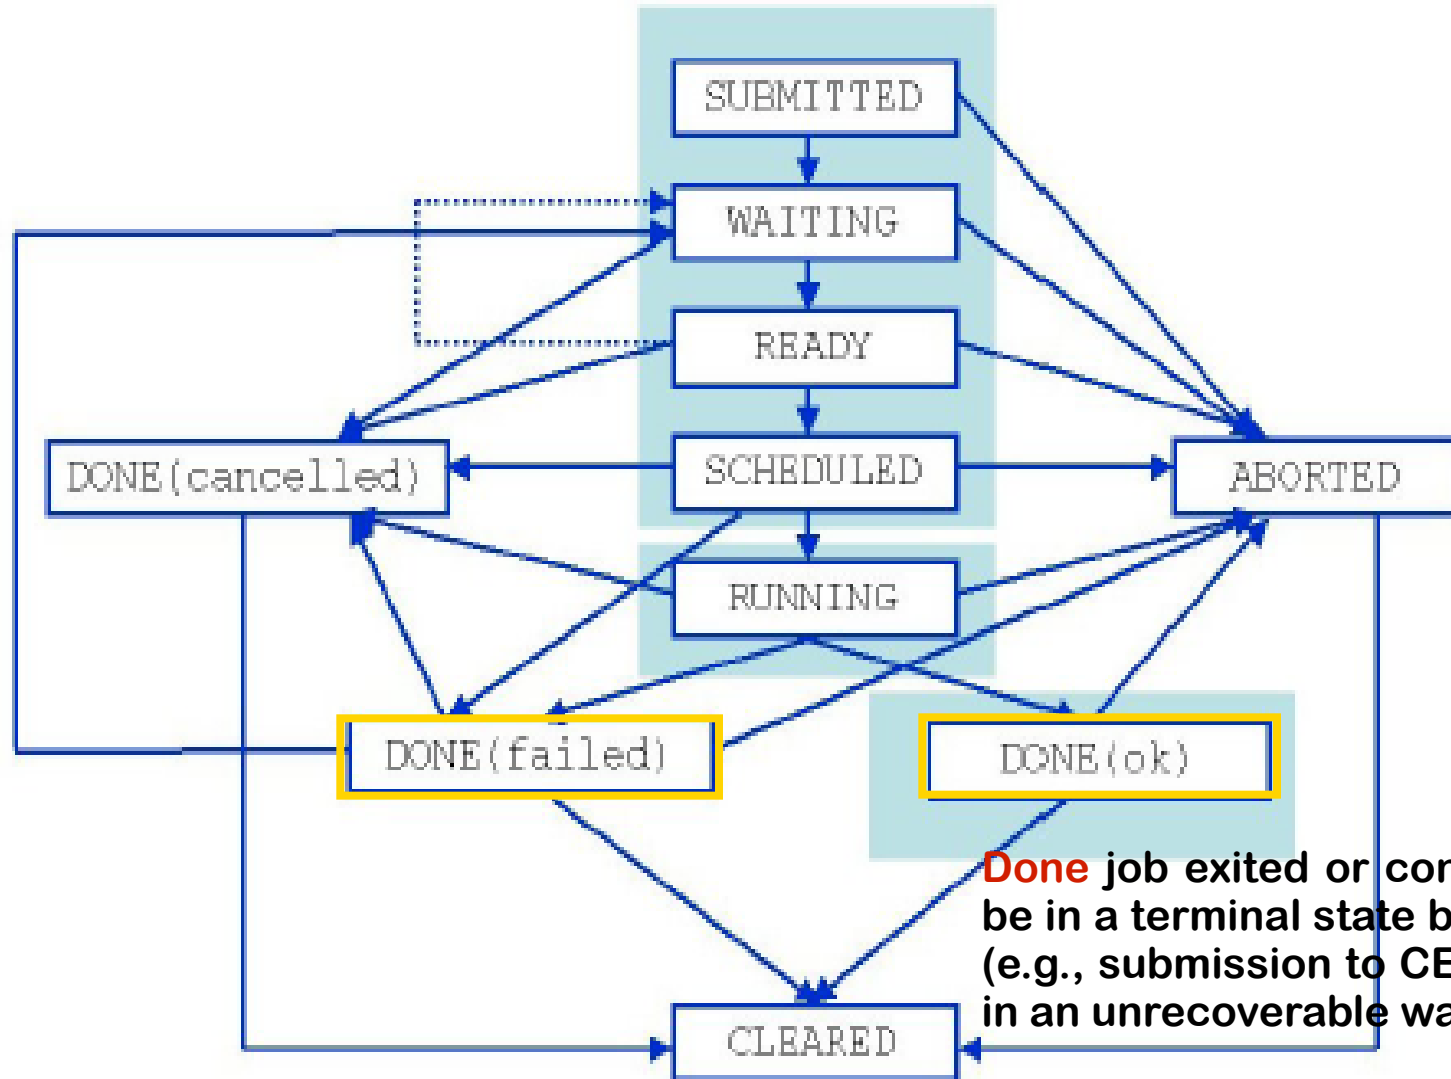 SUBMITTED
WAITING
READY
DONE(cancelled)
SCHEDULED
ABORTED
RUNNING
DONE(failed)
DONE(ok)
Done job exited or
be in a terminal state
(e.g., submission to CE
in an unrecoverable
CLEARED